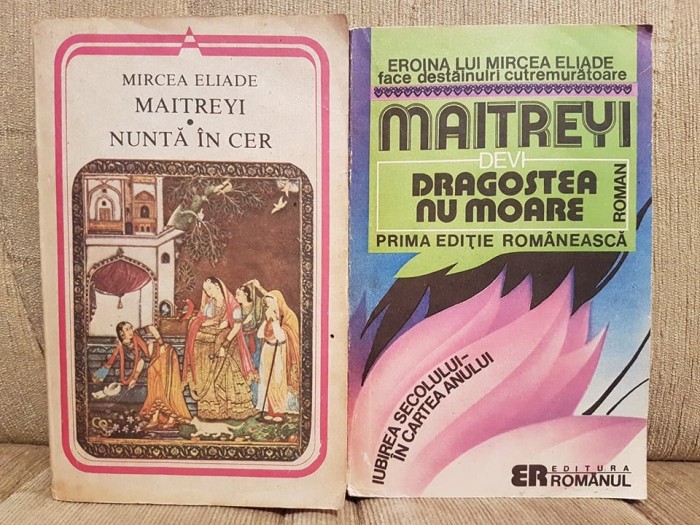 MIRCEA ELIADE
MAITREYI
•
NUNTĂ ÎN CER
EROINA LUI MIRCEA ELIADE
face destăinuiri cutremurătoare
MAITREYI
DEVI
DRAGOSTEA
NU MOARE
ROMAN
PRIMA EDIȚIE ROMÂNEASCĂ
IUBIREA SECOLULUI-
ÎN CARTEA ANULUI
ER EDITURA
ROMÂNUL